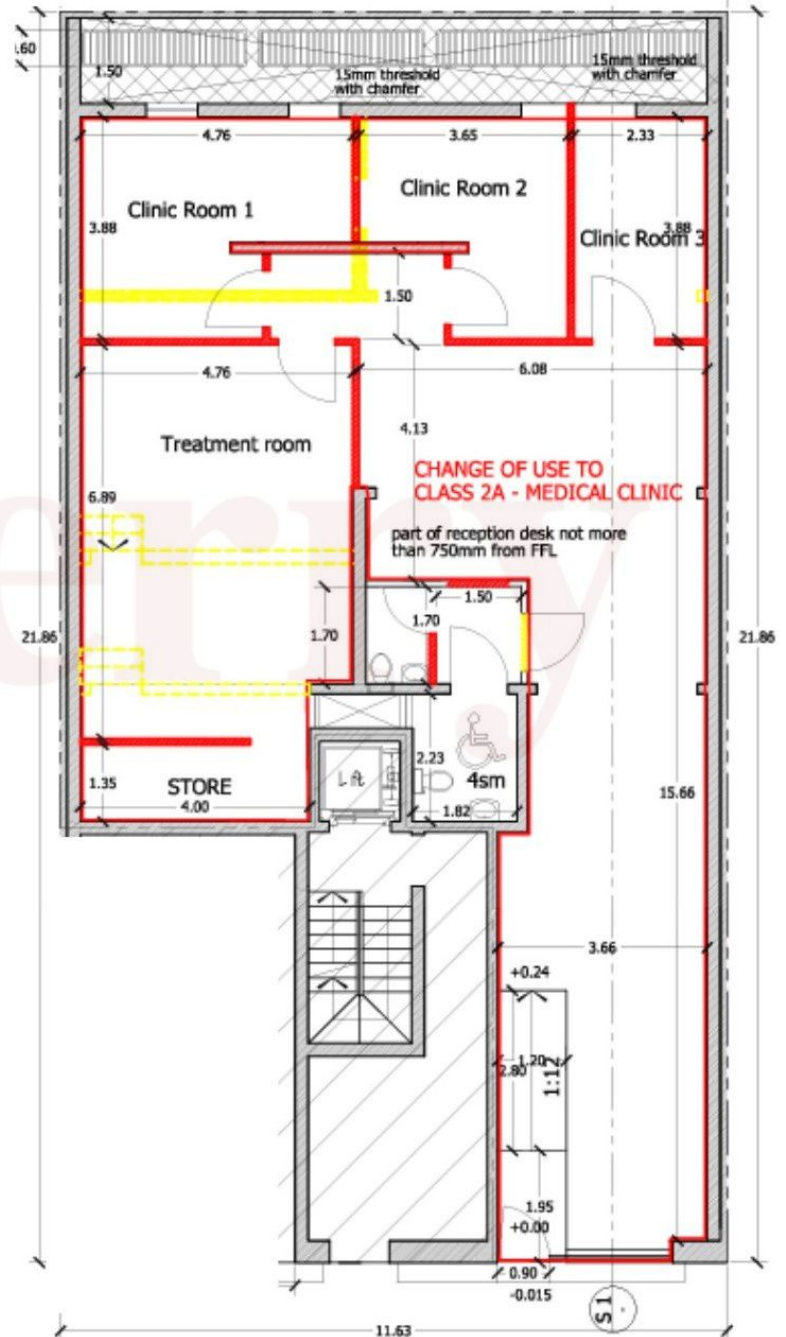 .60
1.50
15mm threshold
with chamfer
15mm threshold
with chamfer
4.76
3.65
2.33
Clinic Room 1
Clinic Room 2
Clinic Room 3
3.88
3.88
1.50
4.76
6.08
4.13
Treatment room
CHANGE OF USE TO
CLASS 2A - MEDICAL CLINIC
6.89
part of reception desk not more
than 750mm from FFL
1.50
1.70
1.70
21.86
21.86
2.23
4sm
Lift
1.35
STORE
4.00
1.82
15.66
3.66
+0.24
1.20
2.80
1:12
1.95
+0.00
0.90
-0.015
S1
11.63
erry